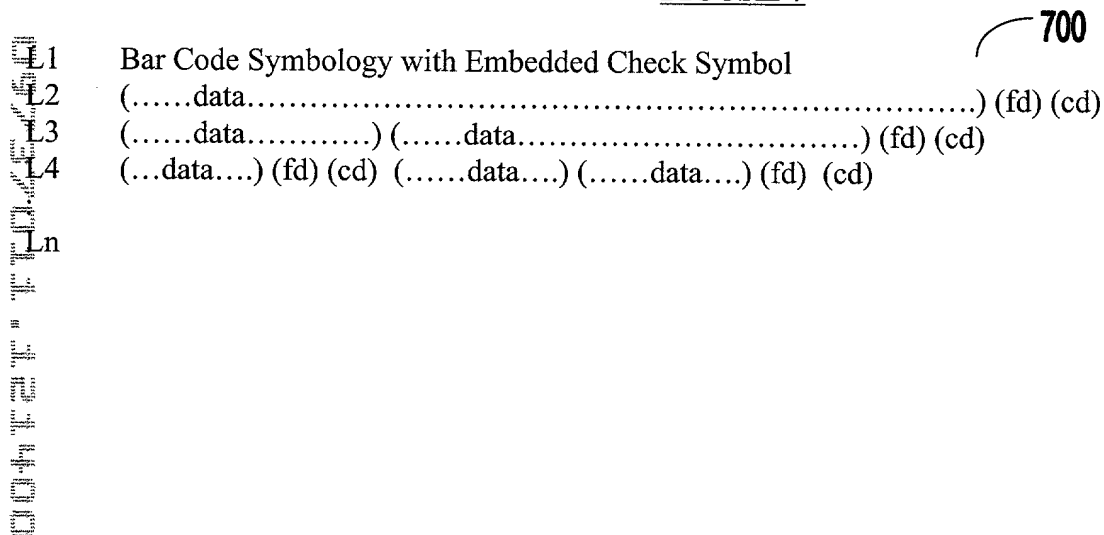 700
L1 Bar Code Symbology with Embedded Check Symbol
L2 (......data......................................................................) (fd) (cd)
L3 (......data............) (......data.................................) (fd) (cd)
L4 (...data....) (fd) (cd) (......data....) (......data....) (fd) (cd)
Ln